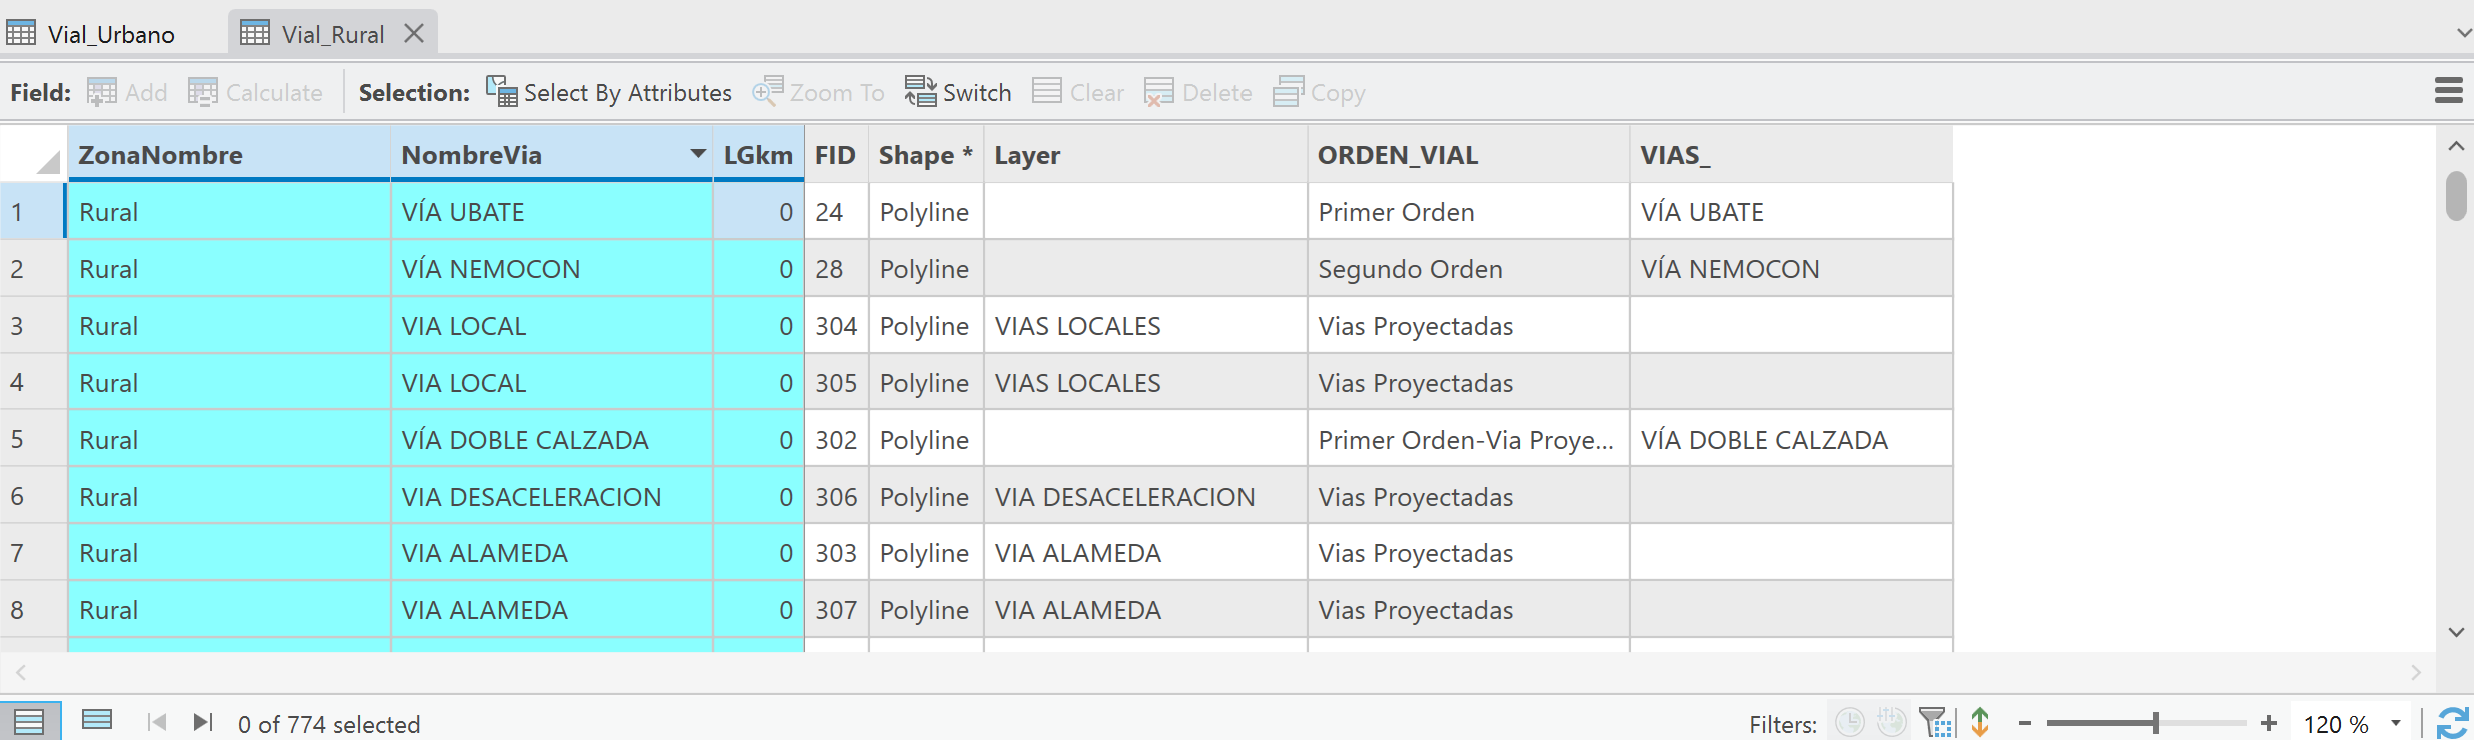 Vial_Urbano Vial_Rural
Field: Add Calculate Selection: Select By Attributes Zoom To Switch Clear Delete Copy
ZonaNombre NombreVia LGkm FID Shape * Layer ORDEN_VIAL VIAS_
1 Rural VÍA UBATE 0 24 Polyline Primer Orden VÍA UBATE
2 Rural VÍA NEMOCON 0 28 Polyline Segundo Orden VÍA NEMOCON
3 Rural VIA LOCAL 0 304 Polyline VIAS LOCALES Vias Proyectadas
4 Rural VIA LOCAL 0 305 Polyline VIAS LOCALES Vias Proyectadas
5 Rural VÍA DOBLE CALZADA 0 302 Polyline Primer Orden-Via Proye... VÍA DOBLE CALZADA
6 Rural VIA DESACELERACION 0 306 Polyline VIA DESACELERACION Vias Proyectadas
7 Rural VIA ALAMEDA 0 303 Polyline VIA ALAMEDA Vias Proyectadas
8 Rural VIA ALAMEDA 0 307 Polyline VIA ALAMEDA Vias Proyectadas
0 of 774 selected Filters: 120 %